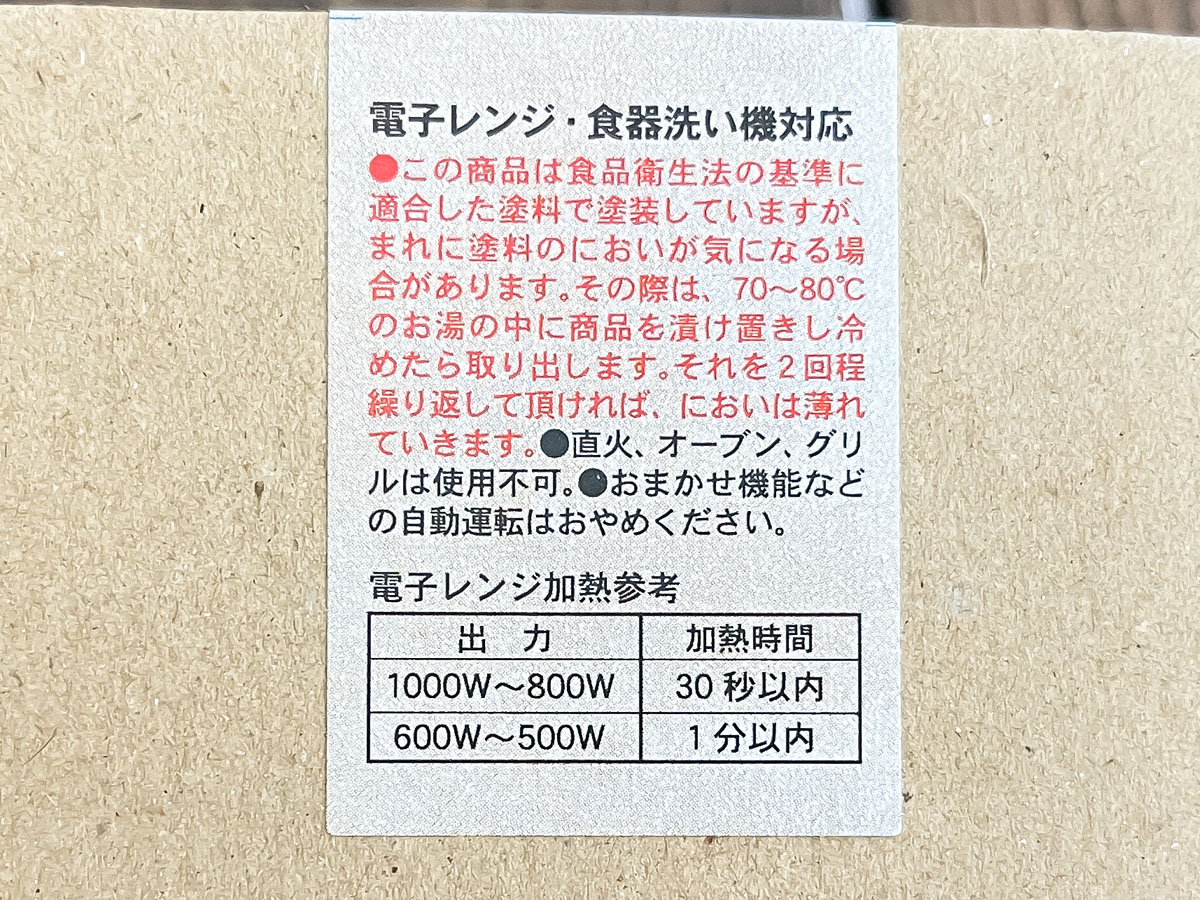 電子レンジ・食器洗い機対応
●この商品は食品衛生法の基準に
適合した塗料で塗装していますが、
まれに塗料のにおいが気になる場
合があります。その際は、70〜80℃
のお湯の中に商品を漬け置きし冷
めたら取り出します。それを2回程
繰り返して頂ければ、においは薄れ
ていきます。●直火、オーブン、グリ
ルは使用不可。●おまかせ機能など
の自動運転はおやめください。
電子レンジ加熱参考
出　力 加熱時間
1000W〜800W 30秒以内
600W〜500W 1分以内